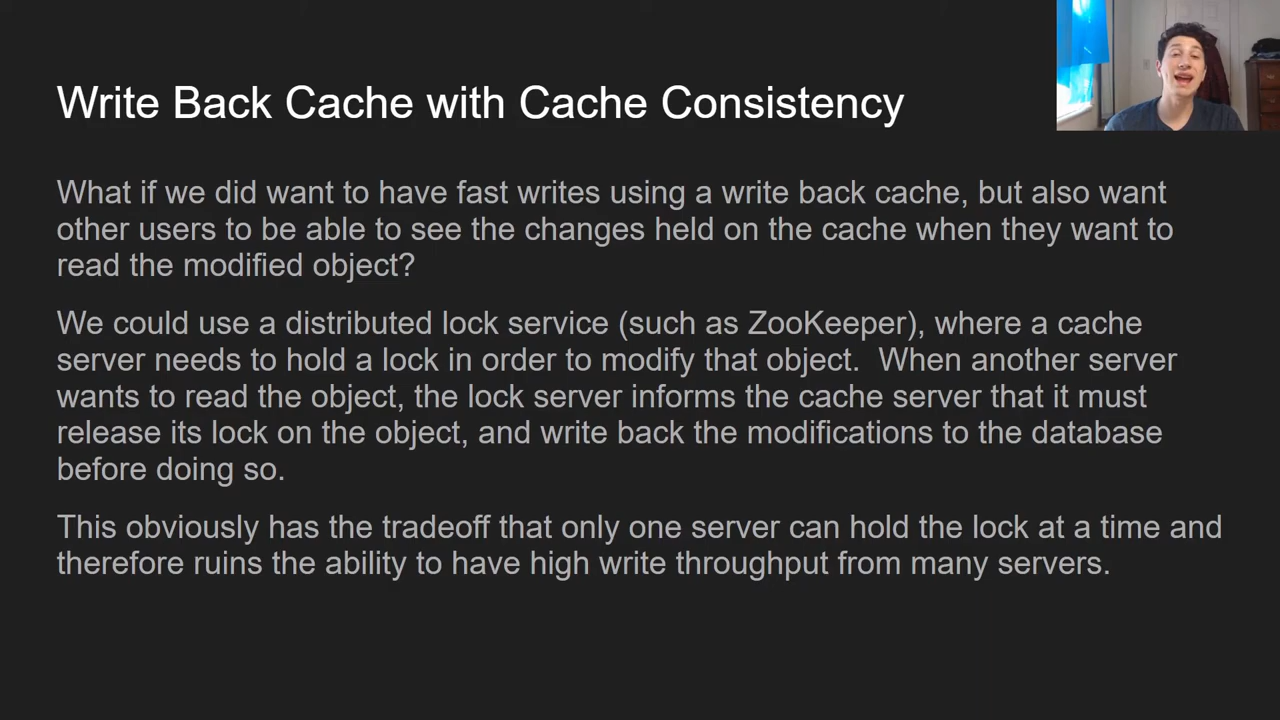 Write Back Cache with Cache Consistency
What if we did want to have fast writes using a write back cache, but also want
other users to be able to see the changes held on the cache when they want to
read the modified object?
We could use a distributed lock service (such as ZooKeeper), where a cache
server needs to hold a lock in order to modify that object.  When another server
wants to read the object, the lock server informs the cache server that it must
release its lock on the object, and write back the modifications to the database
before doing so.
This obviously has the tradeoff that only one server can hold the lock at a time and
therefore ruins the ability to have high write throughput from many servers.